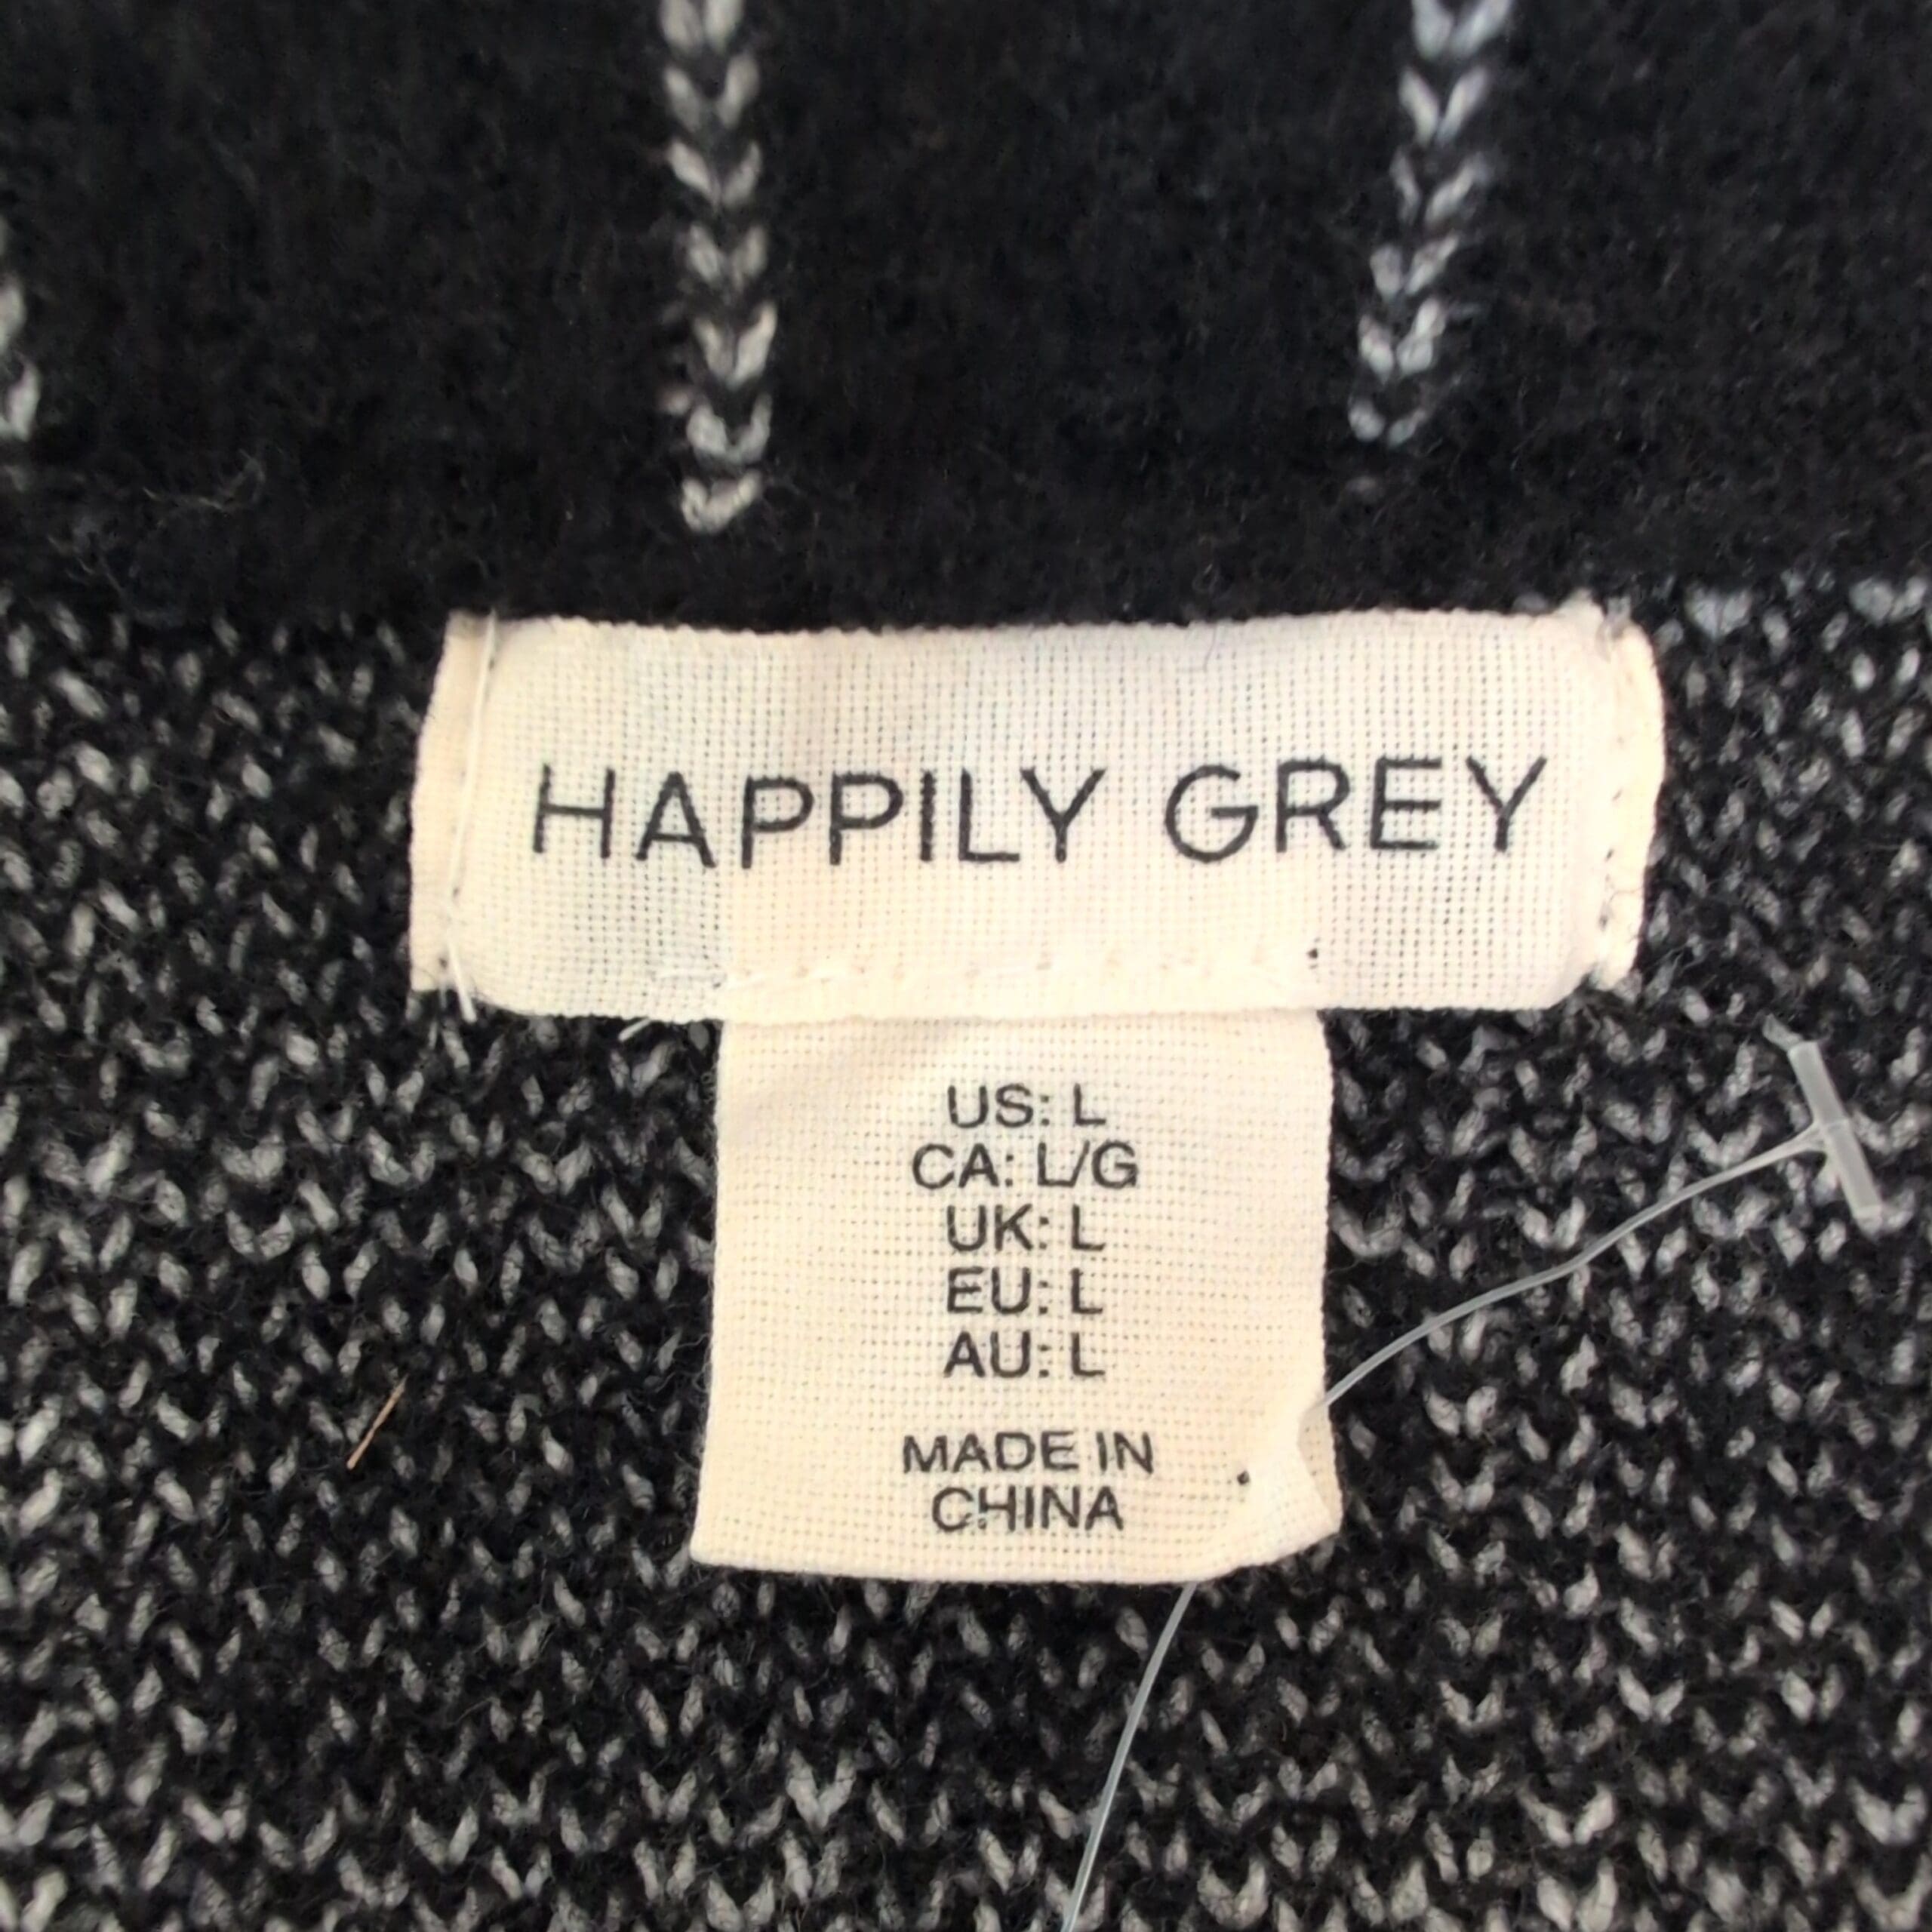 HAPPILY GREY
US: L
CA: L/G
UK: L
EU: L
AU: L
MADE IN
CHINA